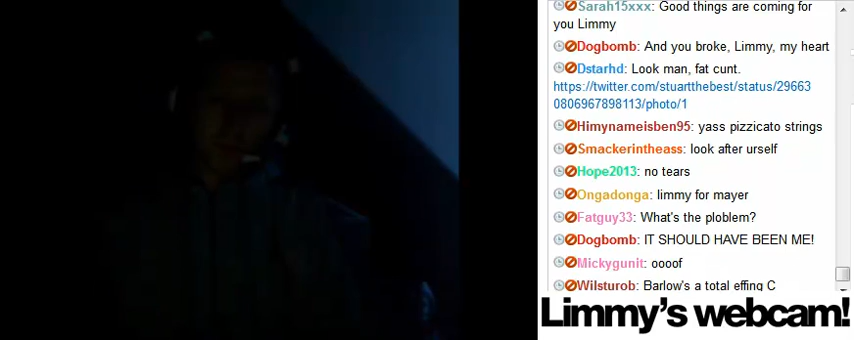 Sarah15xxx: Good things are coming for
you Limmy
Dogbomb: And you broke, Limmy, my heart
Dstarhd: Look man, fat cunt.
https://twitter.com/stuartthebest/status/29663
0806967898113/photo/1
Himynameisben95: yass pizzicato strings
Smackerintheass: look after urself
Hope2013: no tears
Ongadonga: limmy for mayer
Fatguy33: What's the ploblem?
Dogbomb: IT SHOULD HAVE BEEN ME!
Mickygunit: oooof
Wilsturob: Barlow's a total effing C
Limmy's webcam!